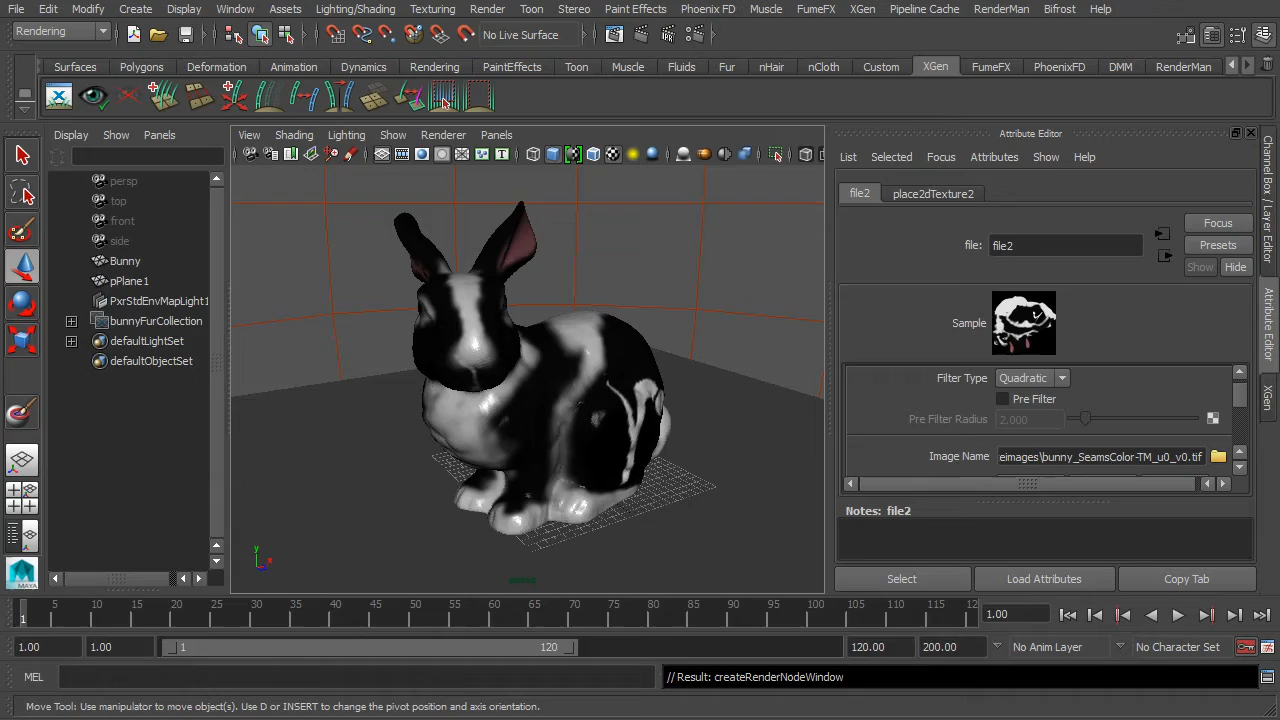 File Edit Modify Create Display Window Assets Lighting/Shading Texturing Render Toon Stereo Paint Effects Phoenix FD Muscle FumeFX XGen Pipeline Cache RenderMan Bifrost Help
Rendering No Live Surface
Surfaces Polygons Deformation Animation Dynamics Rendering PaintEffects Toon Muscle Fluids Fur nHair nCloth Custom XGen FumeFX PhoenixFD DMM RenderMan
Display Show Panels
View Shading Lighting Show Renderer Panels
Attribute Editor
List Selected Focus Attributes Show Help
persp
top
front
side
Bunny
pPlane1
PxrStdEnvMapLight1
bunnyFurCollection
defaultLightSet
defaultObjectSet
file2 place2dTexture2
Focus
file: file2
Presets
Show Hide
Sample
Filter Type Quadratic
Pre Filter
Pre Filter Radius 2.000
Image Name eimages\bunny_SeamsColor-TM_u0_v0.tif
Notes: file2
Select Load Attributes Copy Tab
ChannelBox / Layer Editor
Attribute Editor
XGen
MAYA
y
1 5 10 15 20 25 30 35 40 45 50 55 60 65 70 75 80 85 90 95 100 105 110 115 12
1.00
1.00 1.00 1 120 120.00 200.00 No Anim Layer No Character Set
MEL // Result: createRenderNodeWindow
Move Tool: Use manipulator to move object(s). Use D or INSERT to change the pivot position and axis orientation.